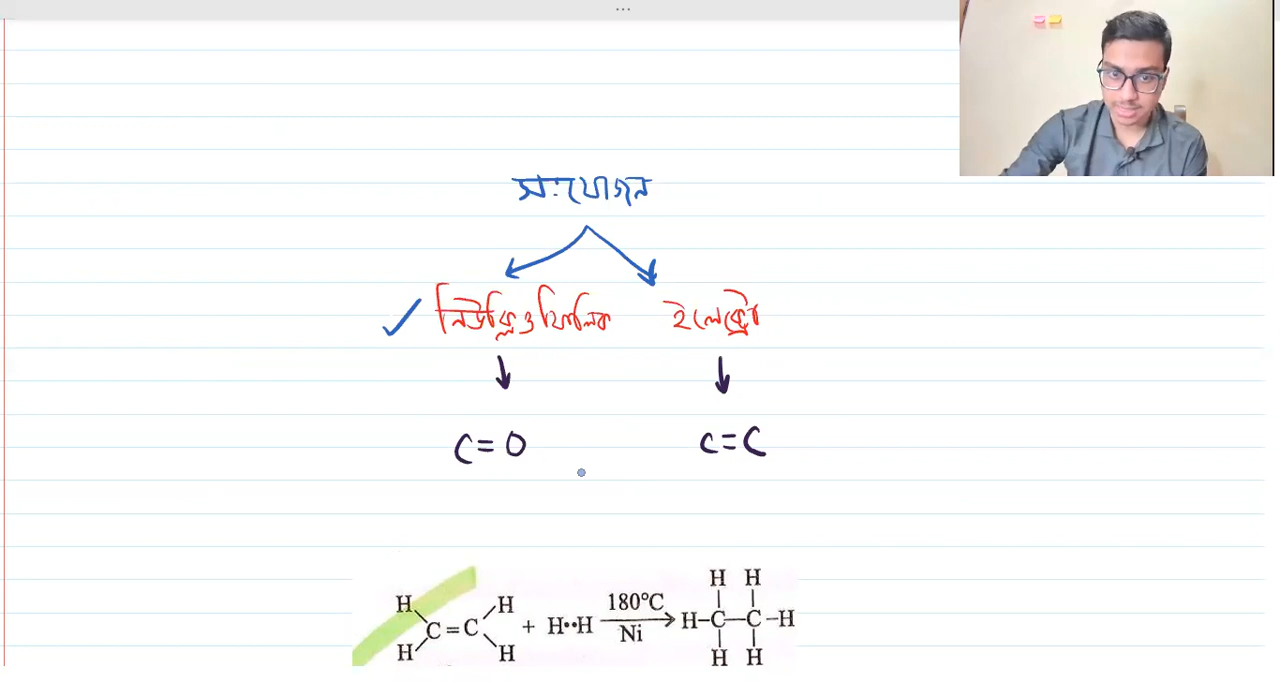 সংযোজন
নিউক্লিওফিলিক ইলেক্ট্রো
C=O C=C
H H H H
C=C + H··H 180°C Ni H-C-C-H
H H H H